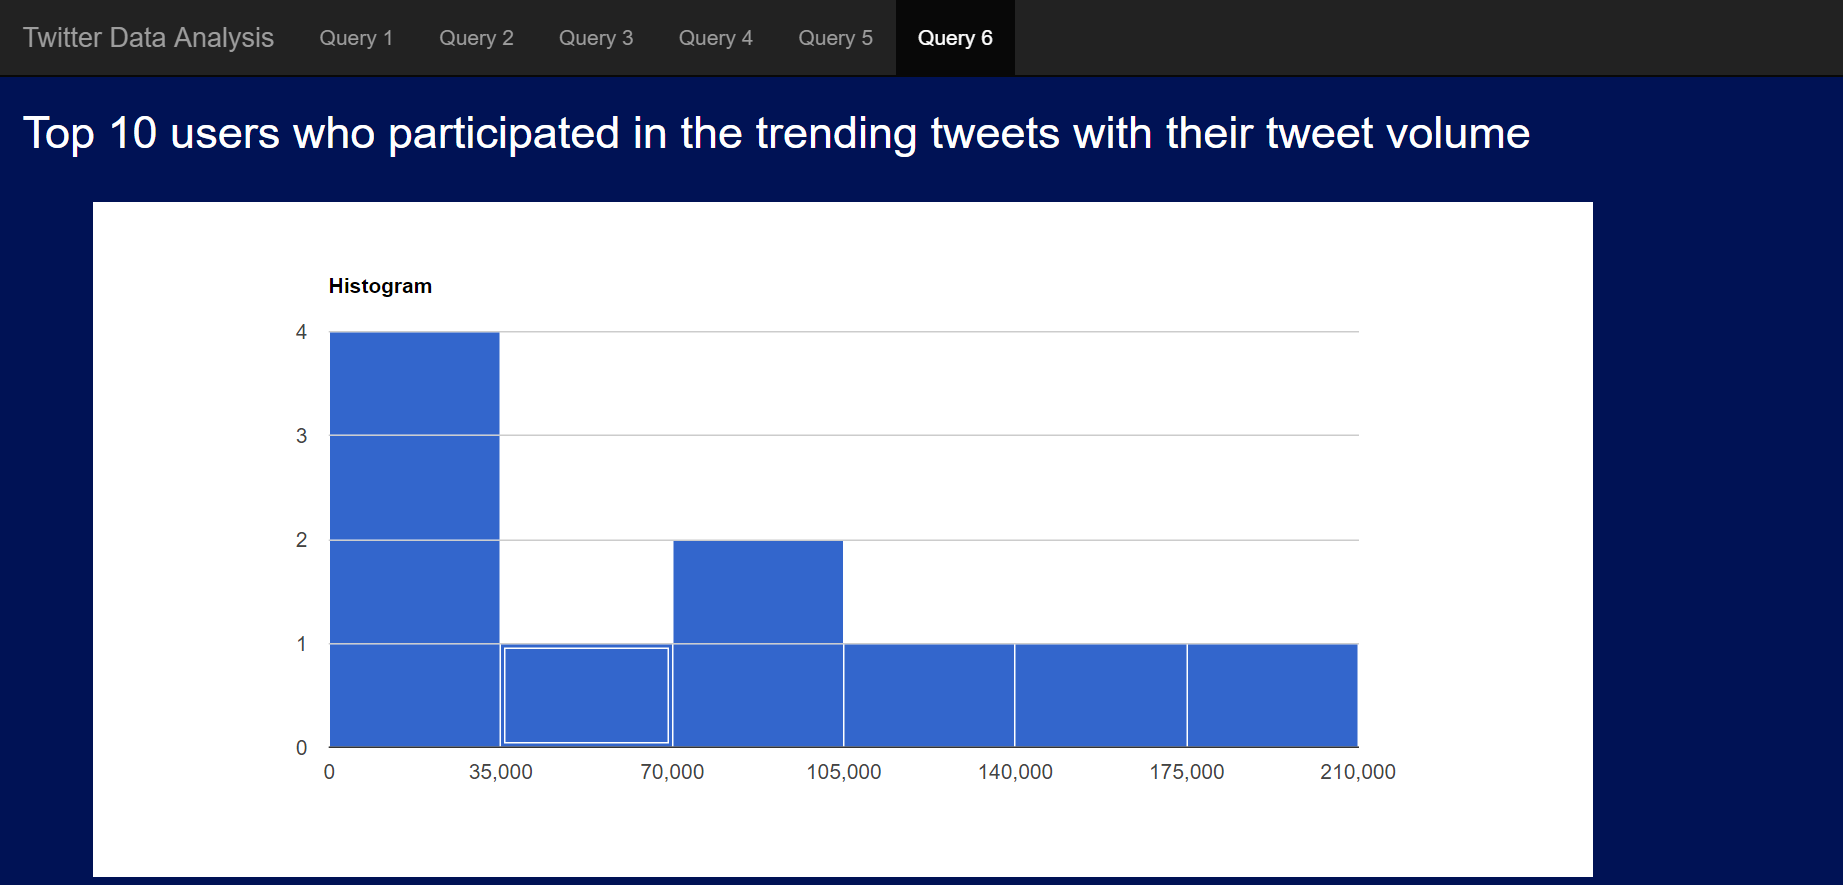 Twitter Data Analysis Query 1 Query 2 Query 3 Query 4 Query 5 Query 6
Top 10 users who participated in the trending tweets with their tweet volume
Histogram
4
3
2
1
0
0 35,000 70,000 105,000 140,000 175,000 210,000